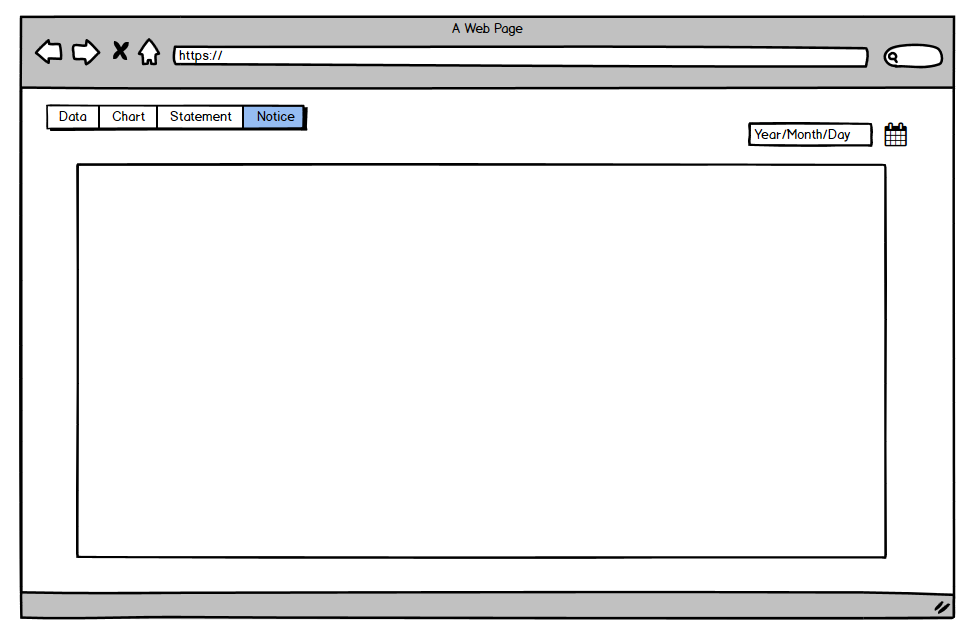 A Web Page
https://
Data Chart Statement Notice
Year/Month/Day